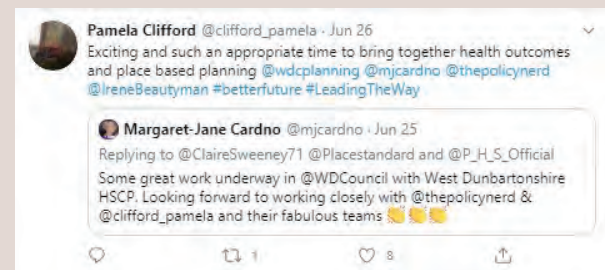 Pamela Clifford @clifford_pamela · Jun 26
Exciting and such an appropriate time to bring together health outcomes
and place based planning @wdcplanning @mjcardno @thepolicynerd
@IreneBeautyman #betterfuture #LeadingTheWay
Margaret-Jane Cardno @mjcardno · Jun 25
Replying to @ClaireSweeney71 @Placestandard and @P_H_S_Official
Some great work underway in @WDCouncil with West Dunbartonshire
HSCP. Looking forward to working closely with @thepolicynerd &
@clifford_pamela and their fabulous teams 👏👏👏
1 8